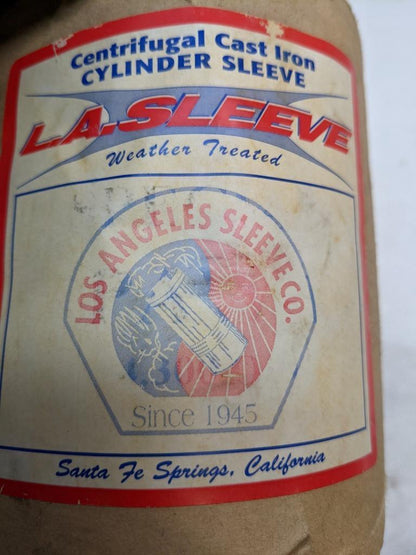 Centrifugal Cast Iron
CYLINDER SLEEVE
L.A.SLEEVE
Weather Treated
LOS ANGELES SLEEVE CO.
Since 1945
Santa Fe Springs, California